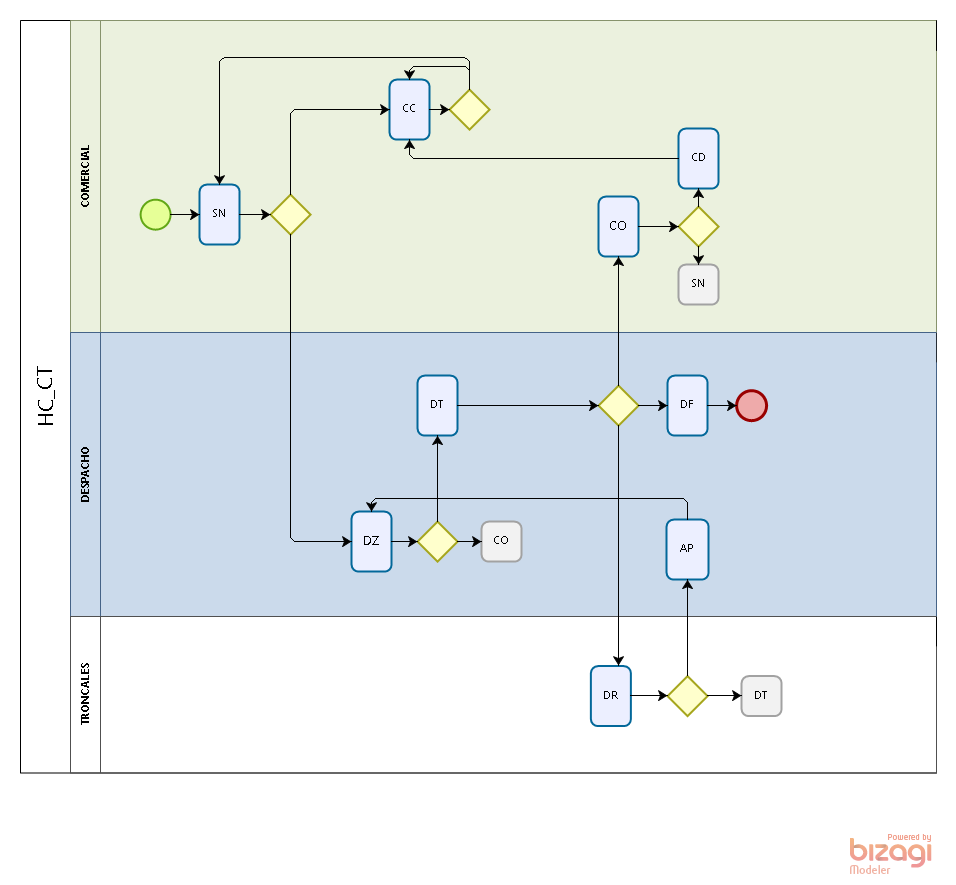 HC_CT
COMERCIAL
CC
CD
SN
CO
SN
DESPACHO
DT
DF
DZ
CO
AP
TRONCALES
DR
DT
Powered by
bizagi
Modeler